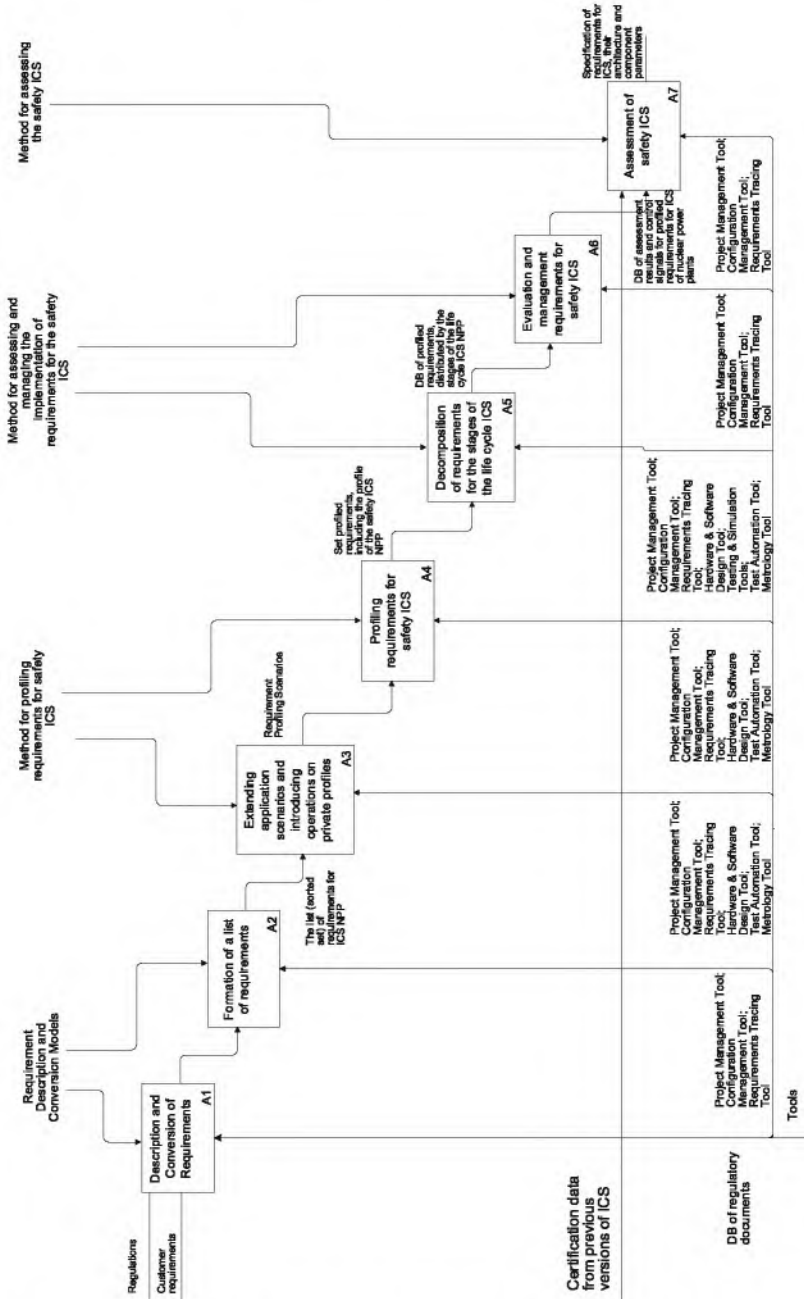 Method for assessing
the safety ICS
Method for assessing and
managing the
implementation of
requirements for the safety
ICS
Method for profiling
requirements for safety
ICS
Requirement
Description and
Conversion Models
Regulations
Customer
requirements
Description and
Conversion of
Requirements
A1
Formation of a list
of requirements
A2
The list (sorted
set) of
requirements for
ICS NPP
Extending
application
scenarios and
introducing
operations on
private profiles
A3
Requirement
Profiling Scenarios
Profiling
requirements for
safety ICS
A4
Set profiled
requirements,
including the profile
of the safety ICS
NPP
Decomposition
of requirements
for the stages of
the life cycle ICS
A5
DB of profiled
requirements,
distributed by the
stages of the life
cycle ICS NPP
Evaluation and
management
requirements for
safety ICS
A6
DB of assessment
results and control
signals for profiled
requirements for ICS
of nuclear power
plants
Assessment of
safety ICS
A7
Specification of
requirements for
ICS, their
architecture and
component
parameters
Certification data
from previous
versions of ICS
DB of regulatory
documents
Project Management Tool;
Configuration
Management Tool;
Requirements Tracing
Tool
Project Management Tool;
Configuration
Management Tool;
Requirements Tracing
Tool;
Hardware & Software
Design Tool;
Test Automation Tool;
Metrology Tool
Project Management Tool;
Configuration
Management Tool;
Requirements Tracing
Tool;
Hardware & Software
Design Tool;
Test Automation Tool;
Metrology Tool
Project Management Tool;
Configuration
Management Tool;
Requirements Tracing
Tool;
Hardware & Software
Design Tool;
Testing & Simulation
Tools;
Test Automation Tool;
Metrology Tool
Project Management Tool;
Configuration
Management Tool;
Requirements Tracing
Tool
Project Management Tool;
Configuration
Management Tool;
Requirements Tracing
Tool
Tools